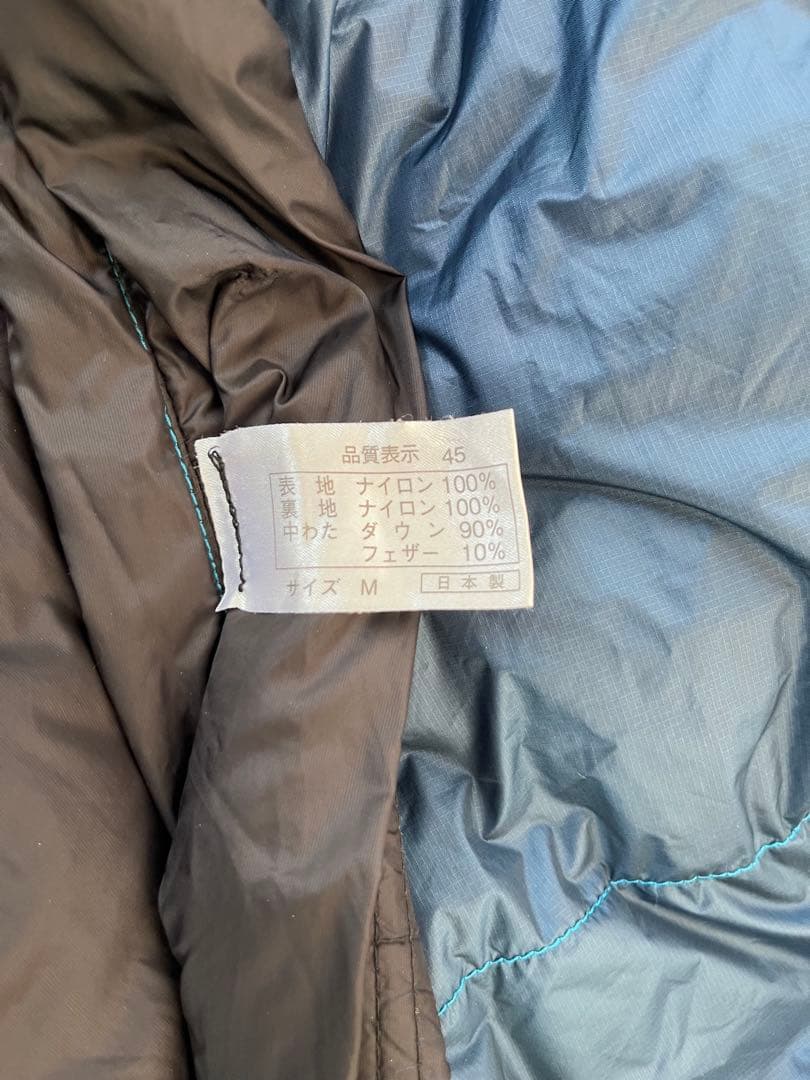 品質表示 45
表地 ナイロン 100%
裏地 ナイロン 100%
中わた ダウン 90%
フェザー 10%
サイズ M 日本製